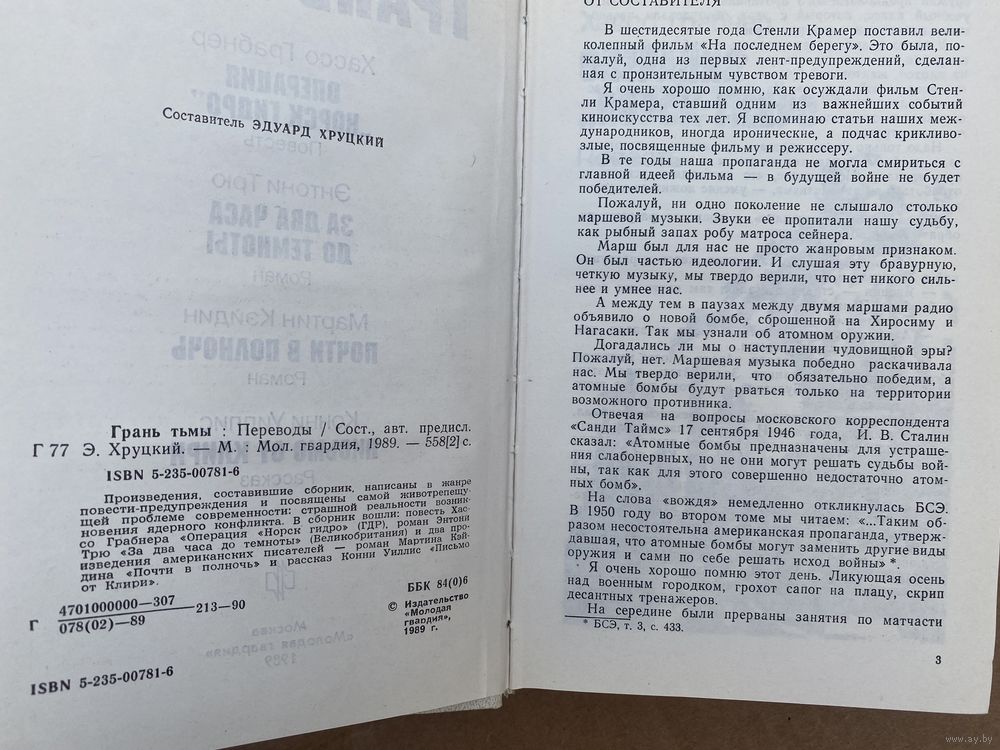 Составитель ЭДУАРД ХРУЦКИЙ
Грань тьмы : Переводы / Сост., авт. предисл.
Г 77 Э. Хруцкий. — М. : Мол. гвардия, 1989. — 558[2] с.
ISBN 5-235-00781-6
Произведения, составившие сборник, написаны в жанре
повести-предупреждения и посвящены самой животрепещу-
щей проблеме современности: страшной реальности возник-
новения ядерного конфликта. В сборник вошли: повесть Хас-
со Грабнера «Операция «Норск гидро» (ГДР), роман Энтони
Трю «За два часа до темноты» (Великобритания) и два про-
изведения американских писателей — роман Мартина Кэй-
дина «Почти в полночь» и рассказ Конни Уиллис «Письмо
от Клири».
Г 4701000000—307
078(02)—89
213—90
ББК 84(0)6
© Издательство
«Молодая
гвардия»,
1989 г.
ISBN 5-235-00781-6
ОТ СОСТАВИТЕЛЯ
В шестидесятые года Стенли Крамер поставил вели-
колепный фильм «На последнем берегу». Это была, по-
жалуй, одна из первых лент-предупреждений, сделан-
ная с пронзительным чувством тревоги.
Я очень хорошо помню, как осуждали фильм Стен-
ли Крамера, ставший одним из важнейших событий
киноискусства тех лет. Я вспоминаю статьи наших меж-
дународников, иногда иронические, а подчас крикливо-
злые, посвященные фильму и режиссеру.
В те годы наша пропаганда не могла смириться с
главной идеей фильма — в будущей войне не будет
победителей.
Пожалуй, ни одно поколение не слышало столько
маршевой музыки. Звуки ее пропитали нашу судьбу,
как рыбный запах робу матроса сейнера.
Марш был для нас не просто жанровым признаком.
Он был частью идеологии. И слушая эту бравурную,
четкую музыку, мы твердо верили, что нет никого силь-
нее и умнее нас.
А между тем в паузах между двумя маршами радио
объявило о новой бомбе, сброшенной на Хиросиму и
Нагасаки. Так мы узнали об атомном оружии.
Догадались ли мы о наступлении чудовищной эры?
Пожалуй, нет. Маршевая музыка победно раскачивала
нас. Мы твердо верили, что обязательно победим, а
атомные бомбы будут рваться только на территории
возможного противника.
Отвечая на вопросы московского корреспондента
«Санди Таймс» 17 сентября 1946 года, И. В. Сталин
сказал: «Атомные бомбы предназначены для устраше-
ния слабонервных, но не они могут решать судьбы вой-
ны, так как для этого совершенно недостаточно атом-
ных бомб».
На слова «вождя» немедленно откликнулась БСЭ.
В 1950 году во втором томе мы читаем: «...Таким об-
разом несостоятельна американская пропаганда, утверж-
давшая, что атомные бомбы могут заменить другие виды
оружия и сами по себе решать исход войны» *.
Я очень хорошо помню этот день. Ликующая осень
над военным городком, грохот сапог на плацу, скрип
десантных тренажеров.
На середине были прерваны занятия по матчасти
* БСЭ, т. 3, с. 433.
3
www.ay.by